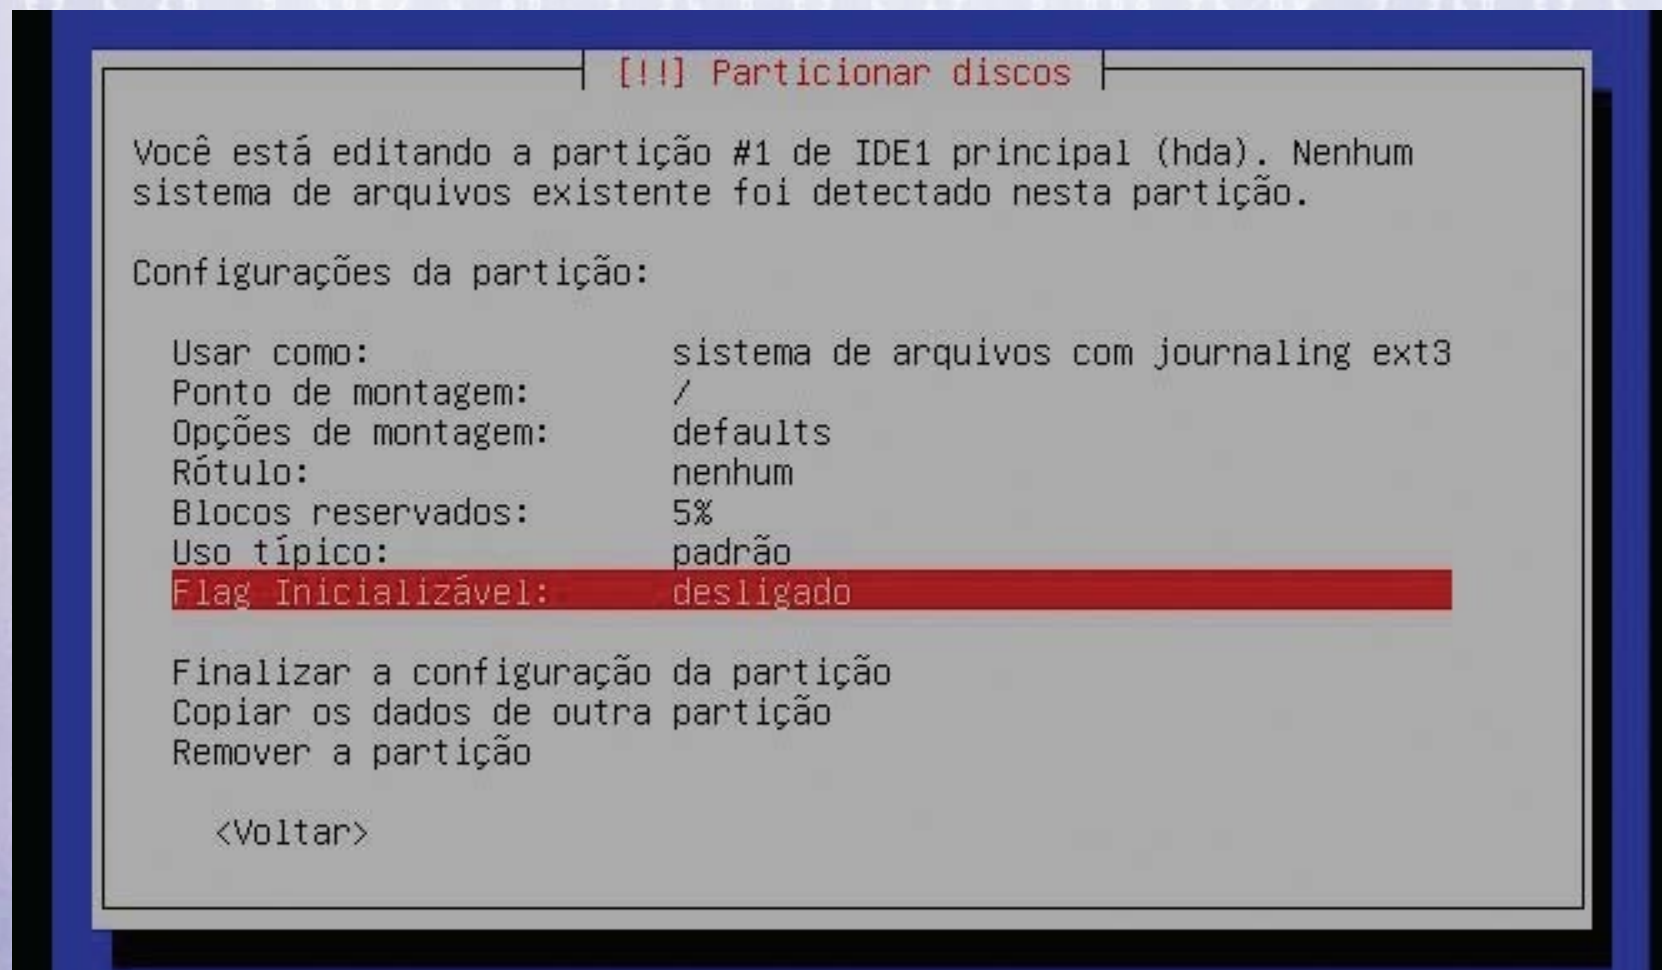 [!!] Particionar discos
Você está editando a partição #1 de IDE1 principal (hda). Nenhum
sistema de arquivos existente foi detectado nesta partição.
Configurações da partição:
Usar como: sistema de arquivos com journaling ext3
Ponto de montagem: /
Opções de montagem: defaults
Rótulo: nenhum
Blocos reservados: 5%
Uso típico: padrão
Flag Inicializável: desligado
Finalizar a configuração da partição
Copiar os dados de outra partição
Remover a partição
<Voltar>